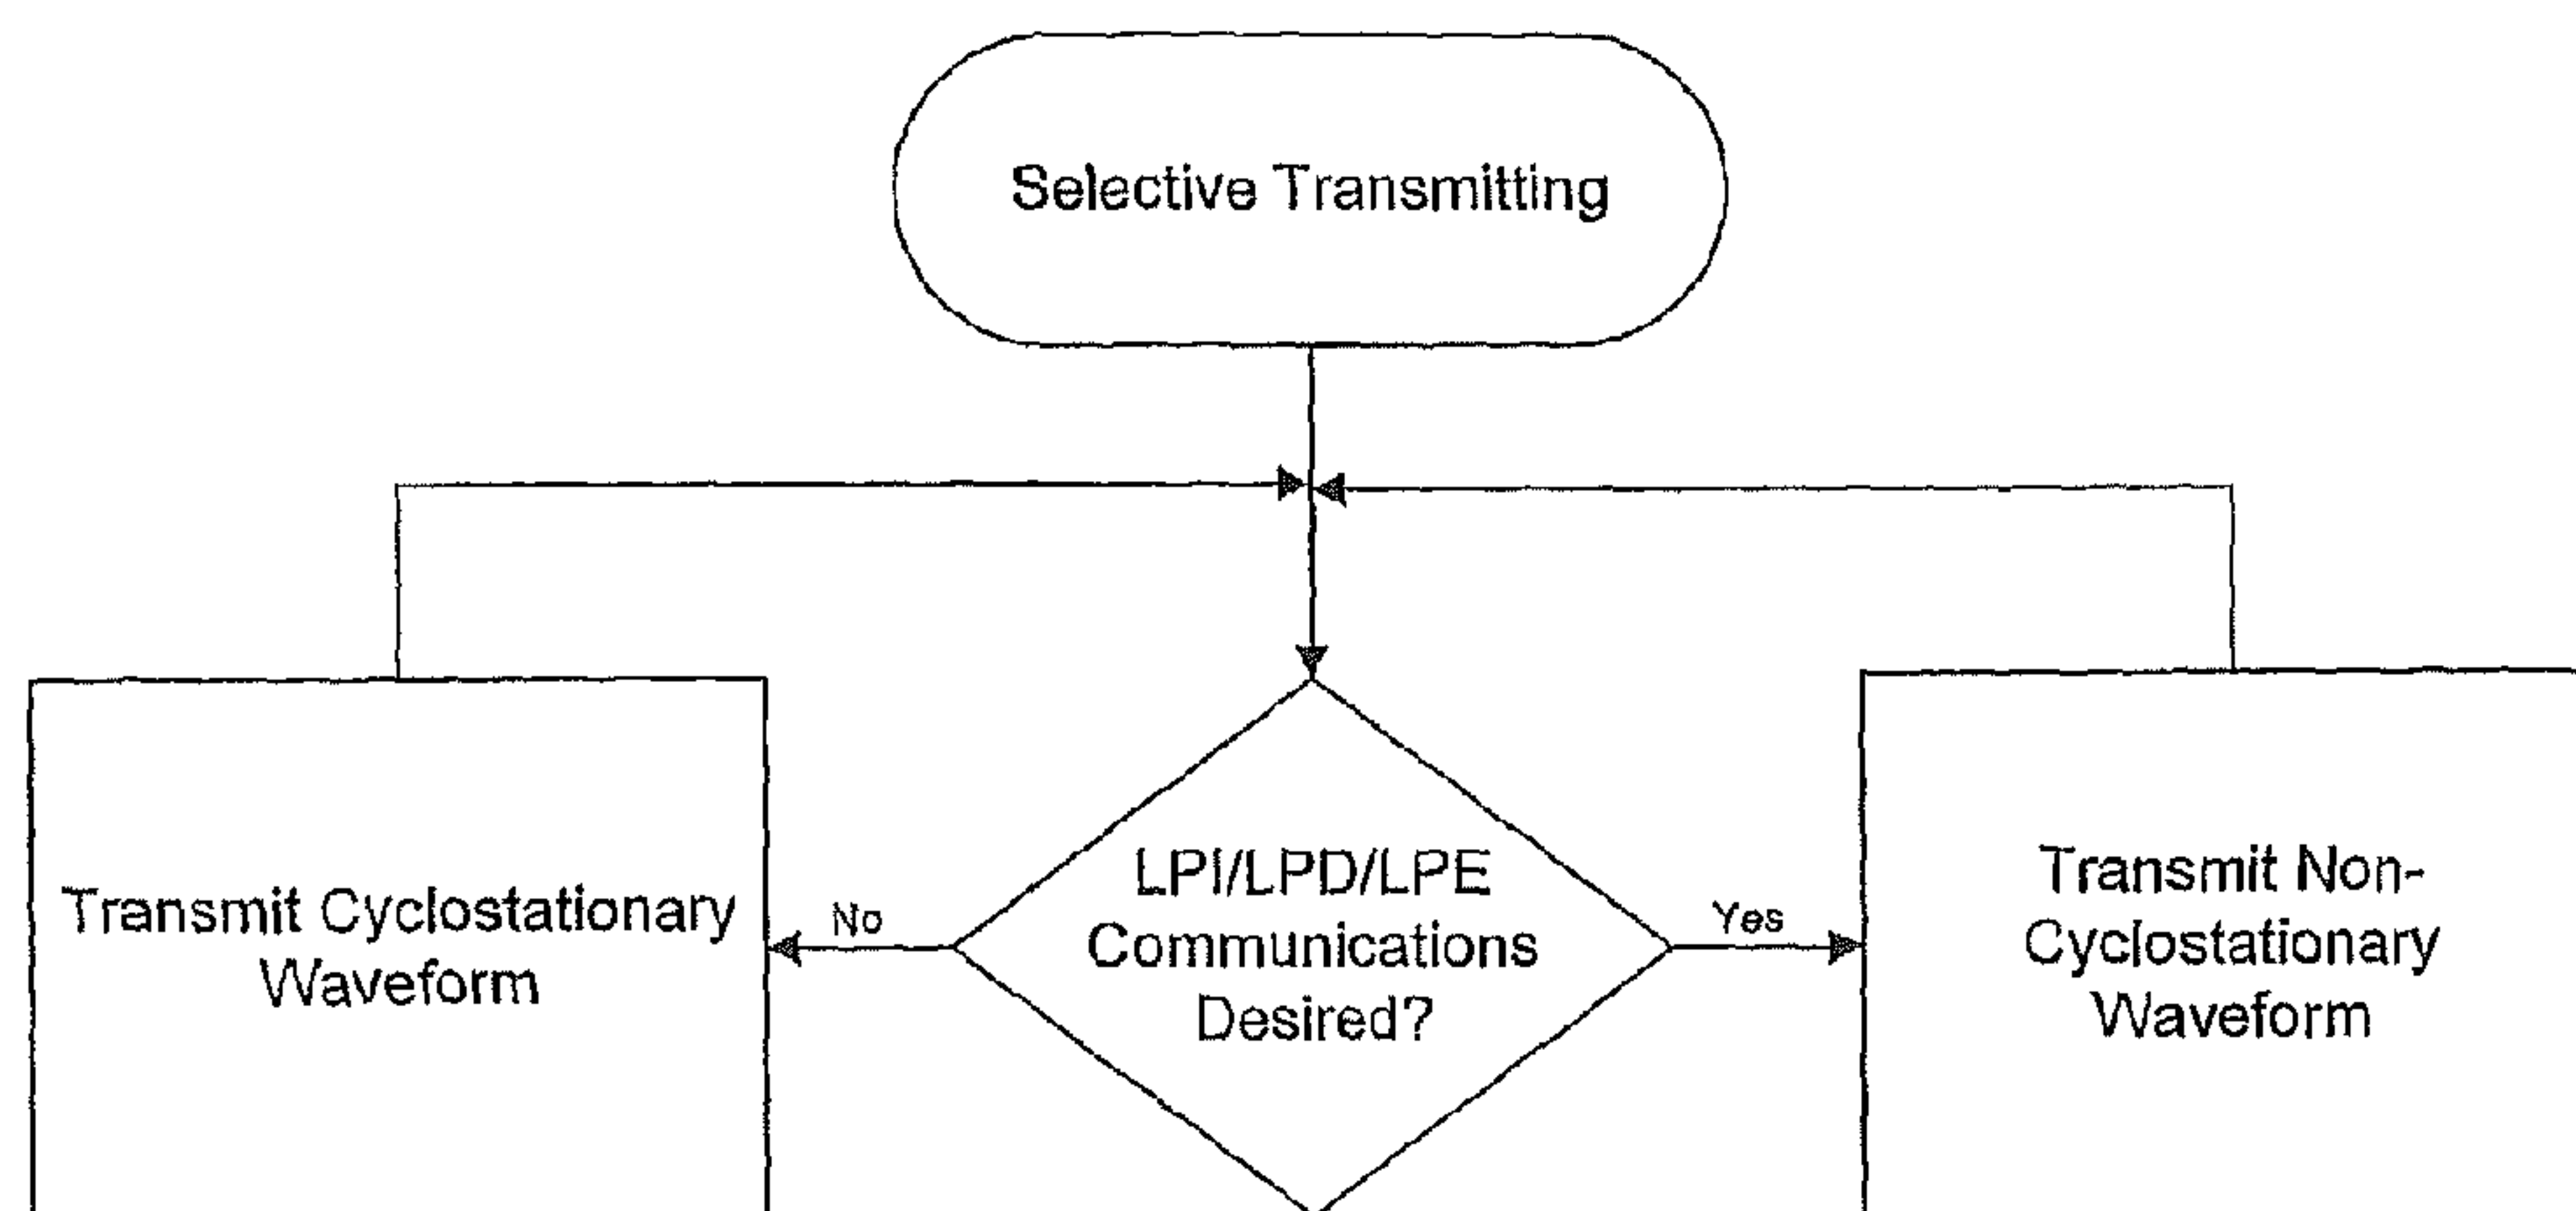 Selective Transmitting
Transmit Cyclostationary
Waveform
No
LPI/LPD/LPE
Communications
Desired?
Yes
Transmit Non-
Cyclostationary
Waveform